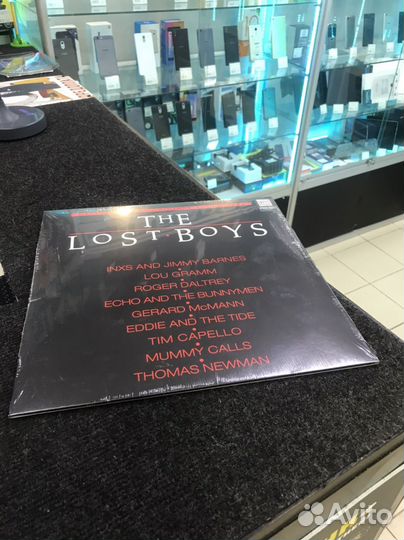 THE
LOST BOYS
INXS AND JIMMY BARNES
LOU GRAMM
ROGER DALTREY
ECHO AND THE BUNNYMEN
GERARD McMANN
EDDIE AND THE TIDE
TIM CAPELLO
MUMMY CALLS
THOMAS NEWMAN
Avito